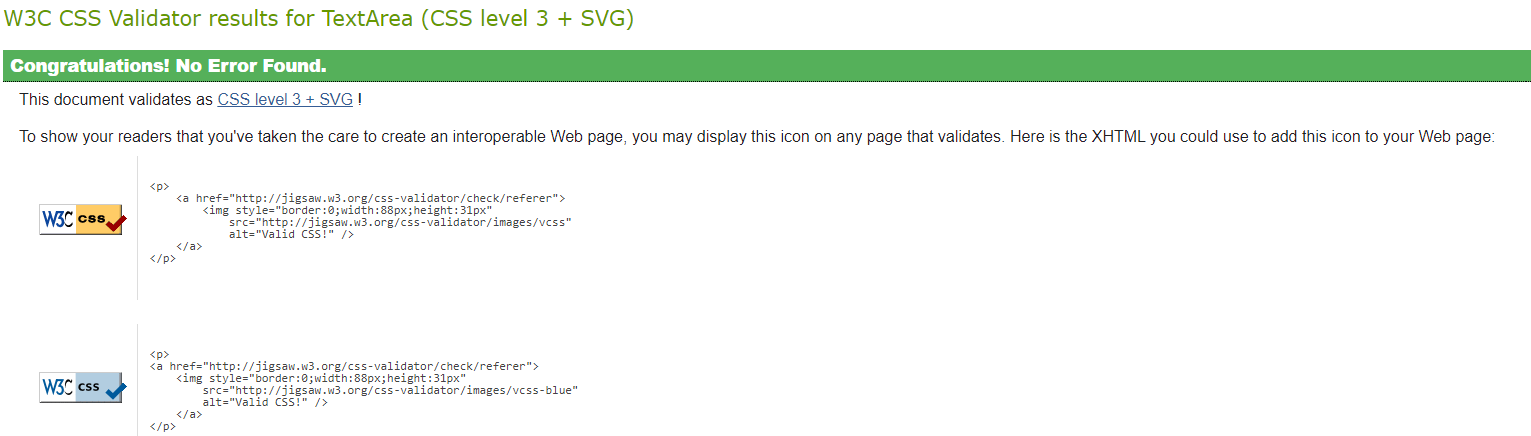 W3C CSS Validator results for TextArea (CSS level 3 + SVG)
Congratulations! No Error Found.
This document validates as CSS level 3 + SVG !
To show your readers that you've taken the care to create an interoperable Web page, you may display this icon on any page that validates. Here is the XHTML you could use to add this icon to your Web page:
W3C css
<p>
    <a href="http://jigsaw.w3.org/css-validator/check/referer">
        <img style="border:0;width:88px;height:31px"
            src="http://jigsaw.w3.org/css-validator/images/vcss"
            alt="Valid CSS!" />
    </a>
</p>
W3C css
<p>
<a href="http://jigsaw.w3.org/css-validator/check/referer">
    <img style="border:0;width:88px;height:31px"
        src="http://jigsaw.w3.org/css-validator/images/vcss-blue"
        alt="Valid CSS!" />
    </a>
</p>